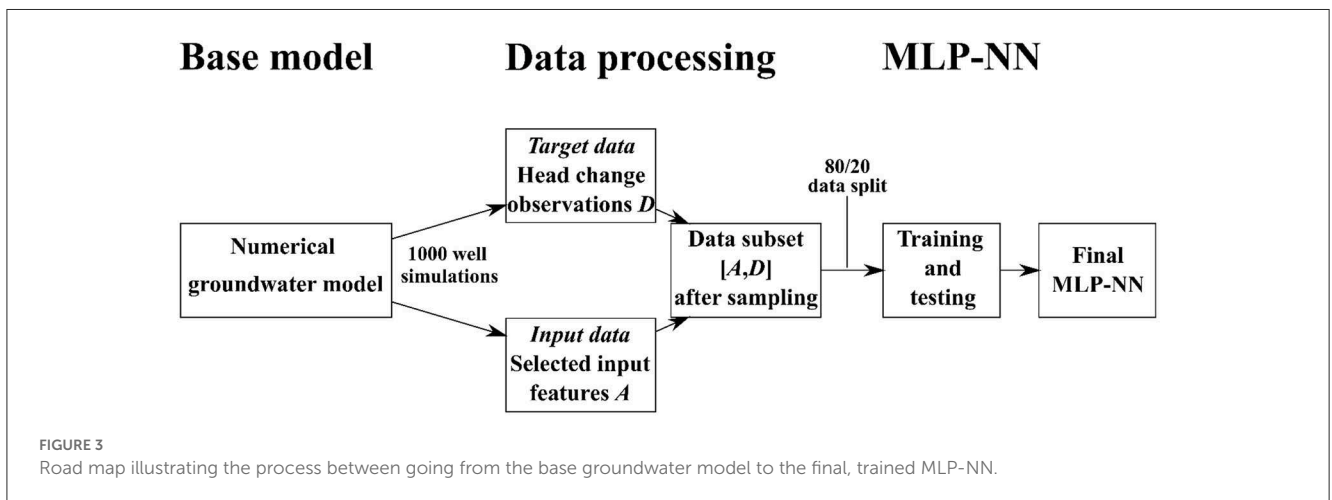 Base model
Data processing
MLP-NN
Numerical
groundwater model
1000 well
simulations
Target data
Head change
observations D
Input data
Selected input
features A
Data subset
[A,D]
after sampling
80/20
data split
Training
and
testing
Final
MLP-NN
FIGURE 3
Road map illustrating the process between going from the base groundwater model to the final, trained MLP-NN.